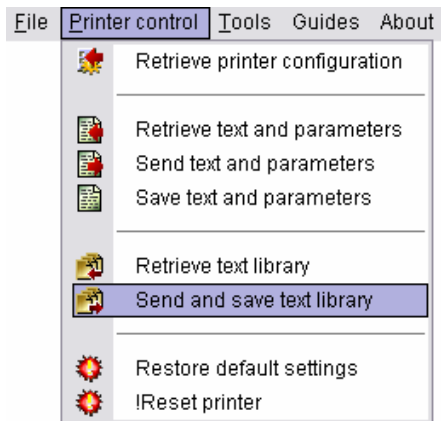 File Printer control Tools Guides About
Retrieve printer configuration
Retrieve text and parameters
Send text and parameters
Save text and parameters
Retrieve text library
Send and save text library
Restore default settings
!Reset printer